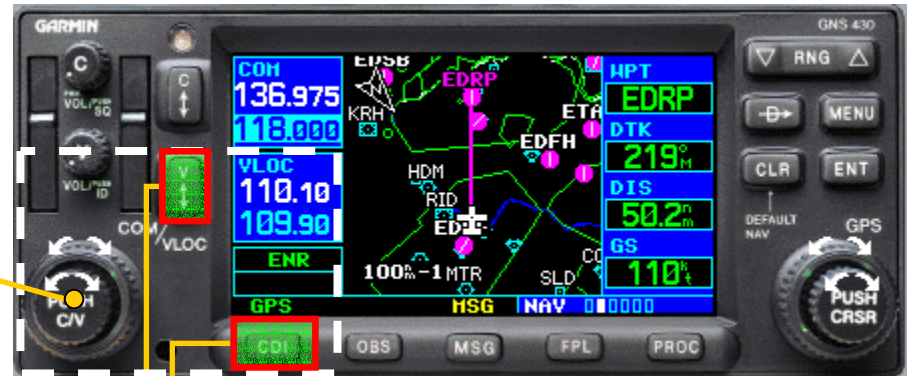 GARMIN
GNS 430
C
VOL/PUSH SQ
C
V
VOL/PUSH ID
V
COM/VLOC
PUSH C/V
COM
136.975
118.000
VLOC
110.10
109.90
ENR
GPS
MSG
NAV
EDSB
EDRP
KRH
ETA
EDFH
HDM
RID
MTR
SLD
WPT
EDRP
DTK
219°M
DIS
50.2nm
GS
110kt
RNG
MENU
CLR
ENT
DEFAULT NAV
GPS
PUSH CRSR
CDI
OBS
MSG
FPL
PROC